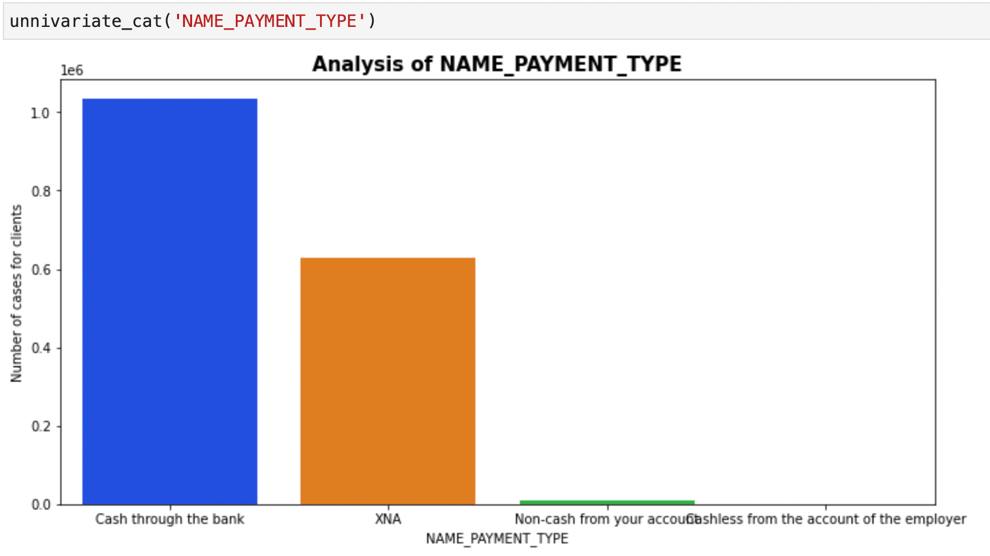 unnivariate_cat('NAME_PAYMENT_TYPE')
Analysis of NAME_PAYMENT_TYPE
1e6
1.0
0.8
0.6
0.4
0.2
0.0
Number of cases for clients
Cash through the bank
XNA
Non-cash from your account
Cashless from the account of the employer
NAME_PAYMENT_TYPE